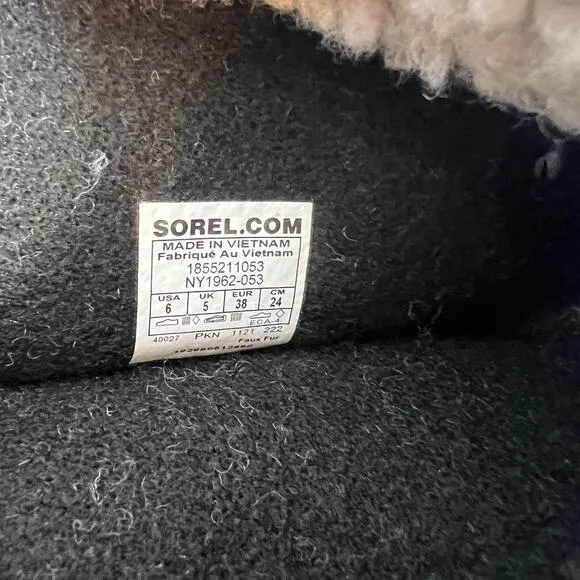 SOREL.COM
MADE IN VIETNAM
Fabriqué Au Vietnam
1855211053
NY1962-053
USA UK EUR CM
6 5 38 24
ECA-4
40027 PKN 1121 222
Faux Fur